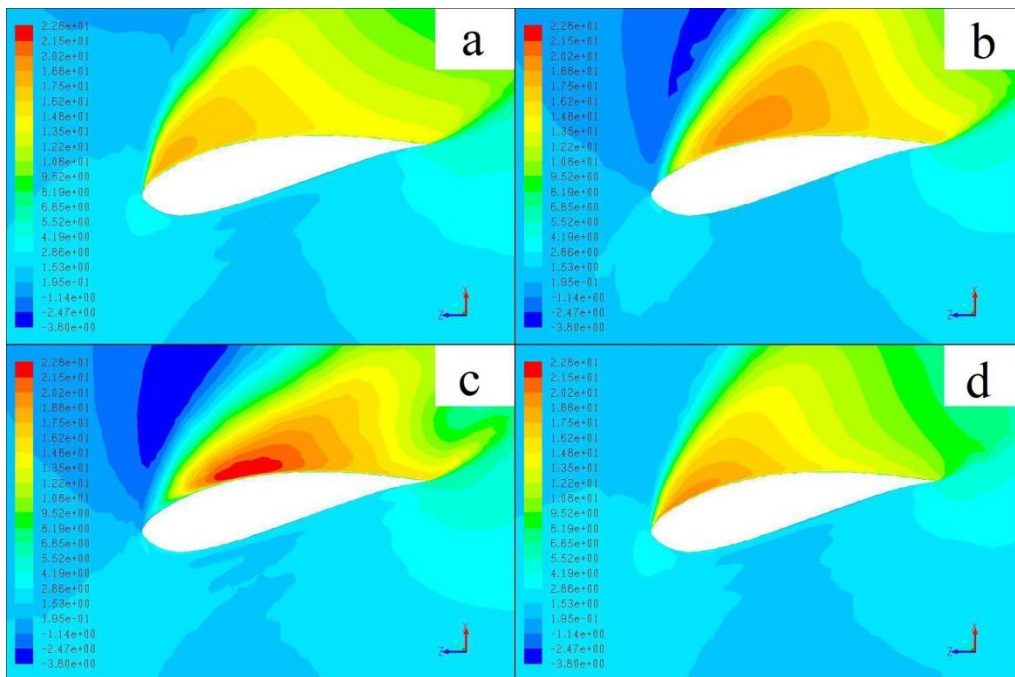 a
2.28e+01
2.15e+01
2.02e+01
1.88e+01
1.75e+01
1.62e+01
1.48e+01
1.35e+01
1.22e+01
1.08e+01
9.52e+00
8.19e+00
6.85e+00
5.52e+00
4.19e+00
2.86e+00
1.53e+00
1.95e-01
-1.14e+00
-2.47e+00
-3.80e+00
Y
Z
b
2.28e+01
2.15e+01
2.02e+01
1.88e+01
1.75e+01
1.62e+01
1.48e+01
1.35e+01
1.22e+01
1.08e+01
9.52e+00
8.19e+00
6.85e+00
5.52e+00
4.19e+00
2.86e+00
1.53e+00
1.95e-01
-1.14e+00
-2.47e+00
-3.80e+00
Y
Z
c
2.28e+01
2.15e+01
2.02e+01
1.88e+01
1.75e+01
1.62e+01
1.48e+01
1.35e+01
1.22e+01
1.08e+01
9.52e+00
8.19e+00
6.85e+00
5.52e+00
4.19e+00
2.86e+00
1.53e+00
1.95e-01
-1.14e+00
-2.47e+00
-3.80e+00
Y
Z
d
2.28e+01
2.15e+01
2.02e+01
1.88e+01
1.75e+01
1.62e+01
1.48e+01
1.35e+01
1.22e+01
1.08e+01
9.52e+00
8.19e+00
6.85e+00
5.52e+00
4.19e+00
2.86e+00
1.53e+00
1.95e-01
-1.14e+00
-2.47e+00
-3.80e+00
Y
Z